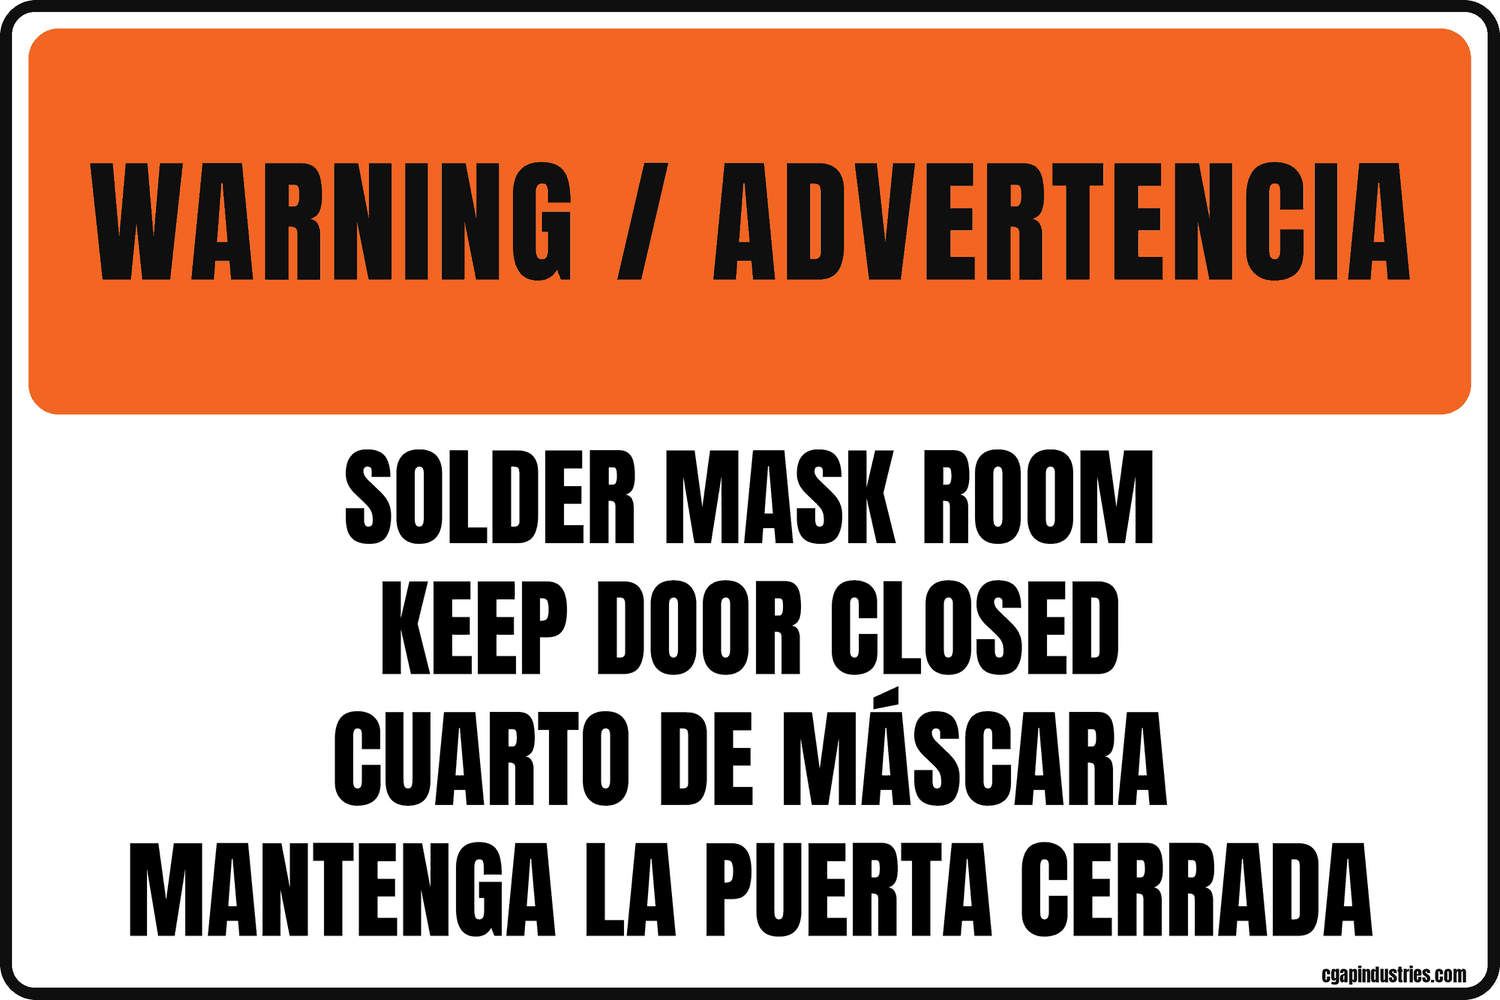 WARNING / ADVERTENCIA
SOLDER MASK ROOM
KEEP DOOR CLOSED
CUARTO DE MÁSCARA
MANTENGA LA PUERTA CERRADA
cgapindustries.com